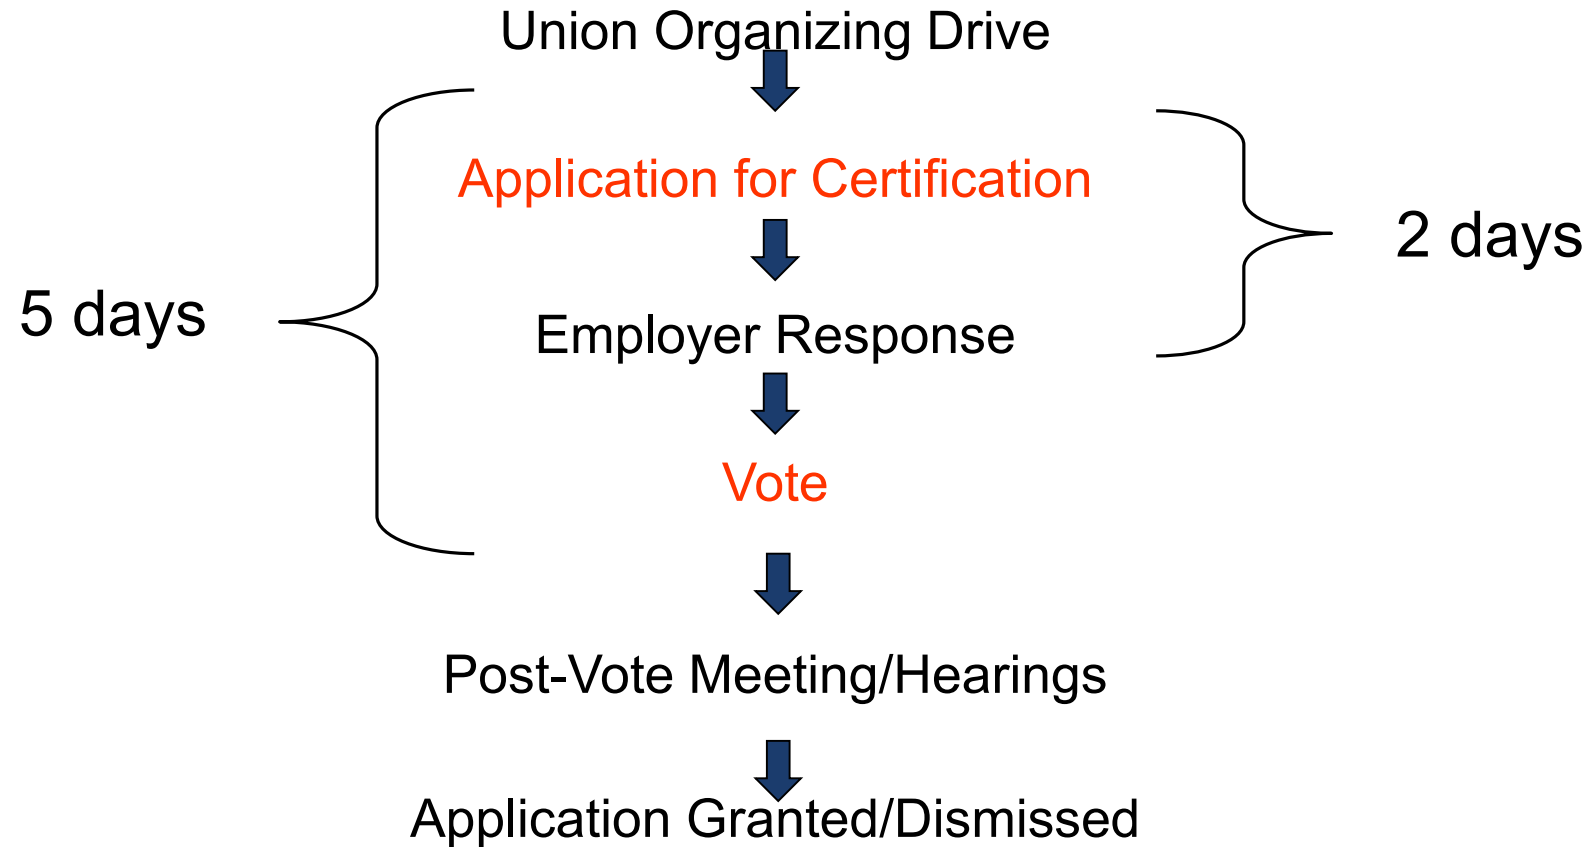 Union Organizing Drive
Application for Certification
2 days
5 days
Employer Response
Vote
Post-Vote Meeting/Hearings
Application Granted/Dismissed